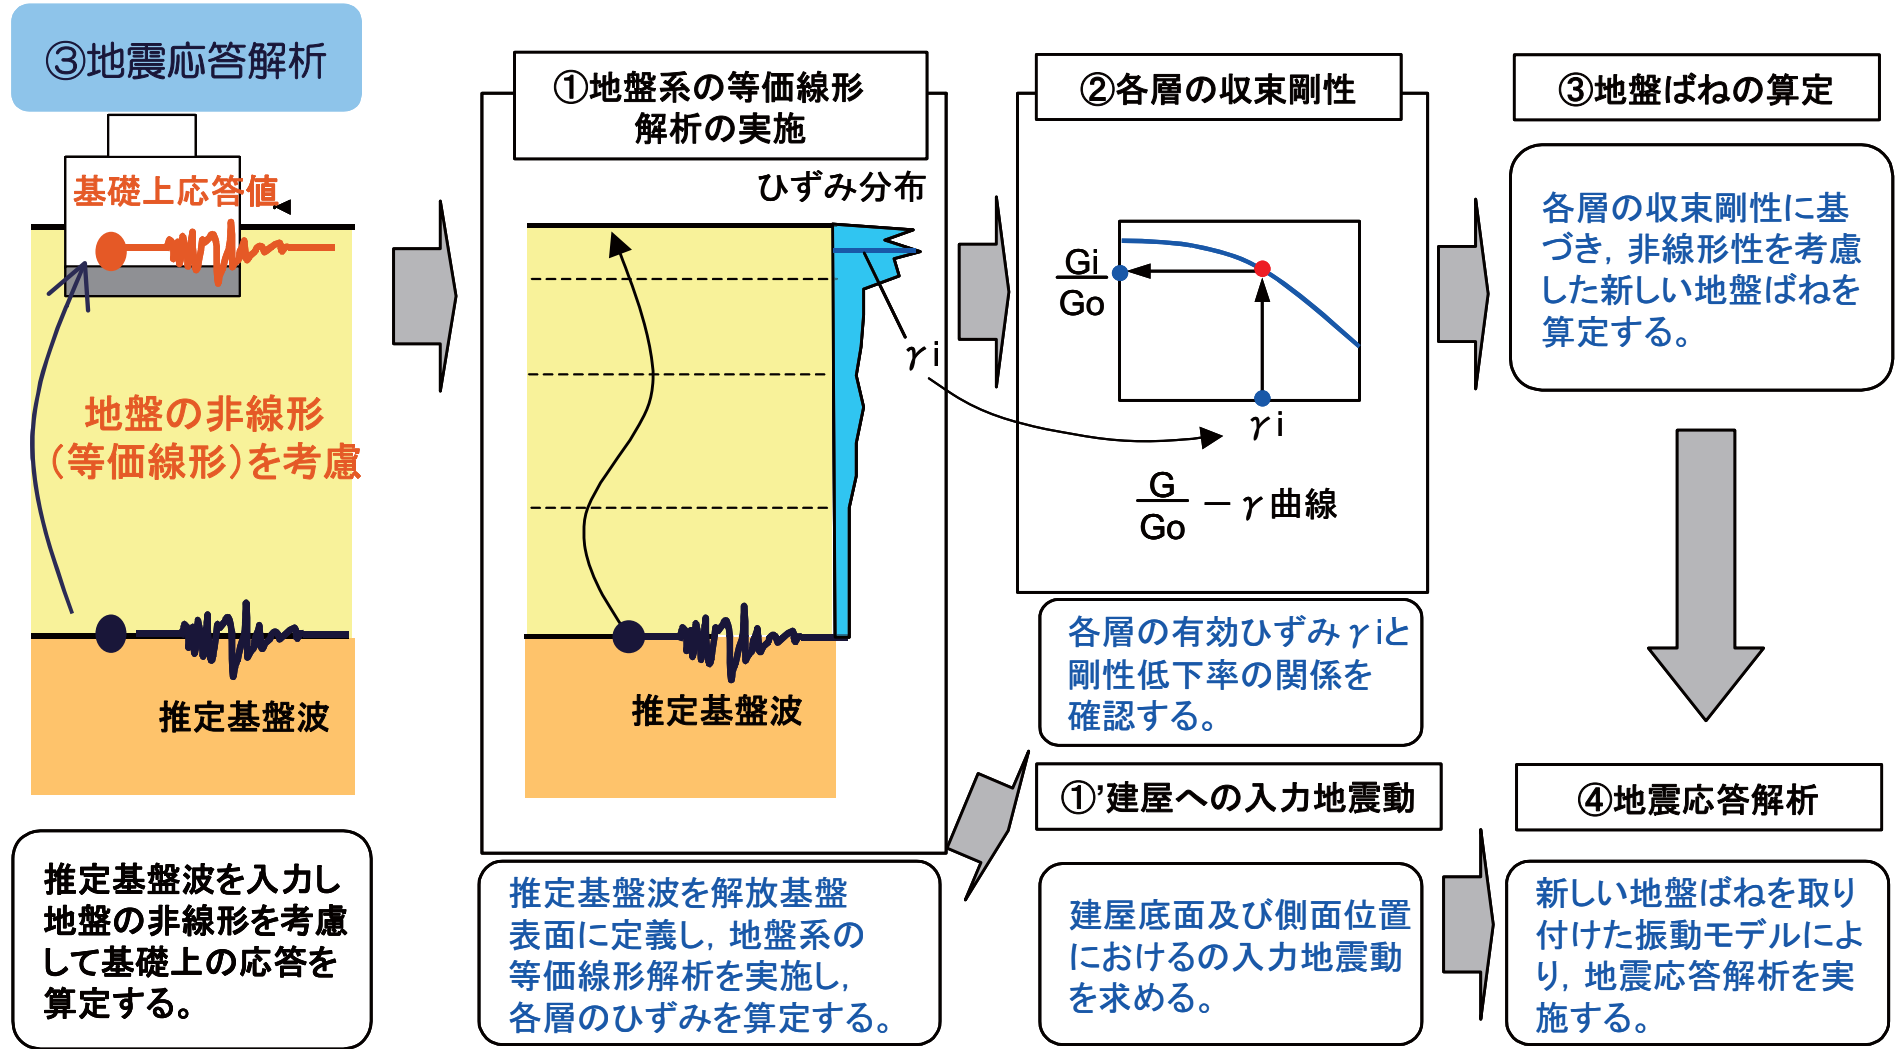 ③地震応答解析
基礎上応答値
地盤の非線形
（等価線形）を考慮
推定基盤波
推定基盤波を入力し
地盤の非線形を考慮
して基礎上の応答を
算定する。
①地盤系の等価線形
解析の実施
ひずみ分布
γi
推定基盤波
推定基盤波を解放基盤
表面に定義し，地盤系の
等価線形解析を実施し，
各層のひずみを算定する。
②各層の収束剛性
Gi
Go
γi
G
Go
－γ曲線
各層の有効ひずみγiと
剛性低下率の関係を
確認する。
①’建屋への入力地震動
建屋底面及び側面位置
におけるの入力地震動
を求める。
③地盤ばねの算定
各層の収束剛性に基
づき，非線形性を考慮
した新しい地盤ばねを
算定する。
④地震応答解析
新しい地盤ばねを取り
付けた振動モデルによ
り，地震応答解析を実
施する。